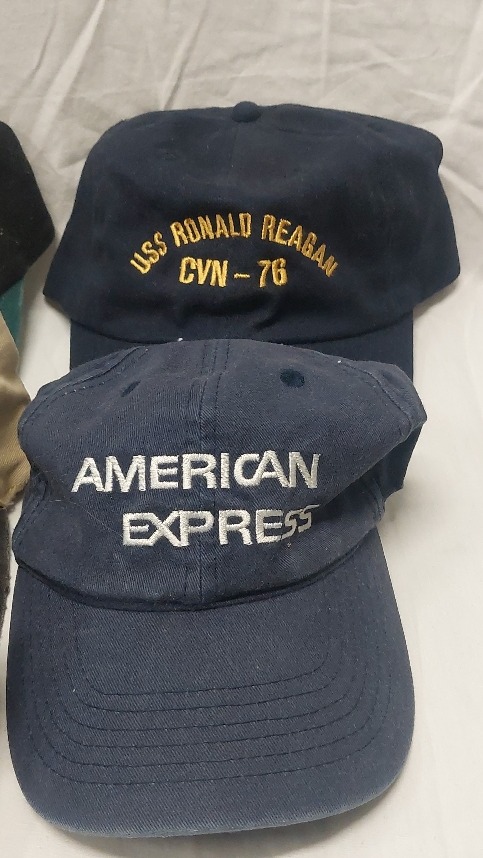 USS RONALD REAGAN
CVN - 76
AMERICAN
EXPRESS